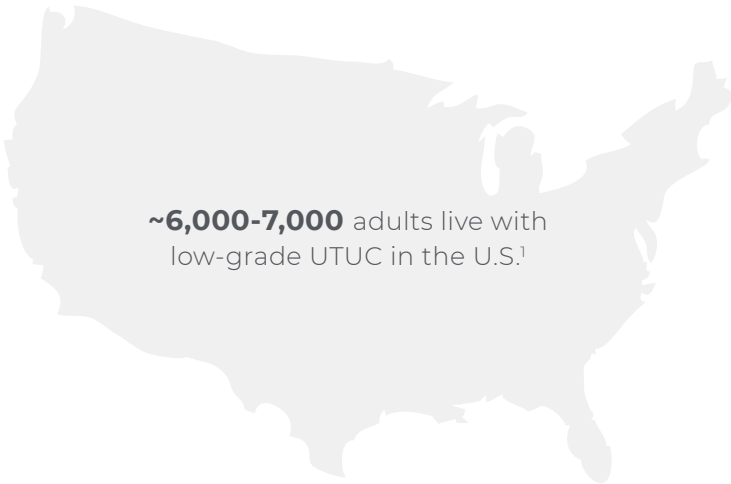 ~6,000-7,000 adults live with
low-grade UTUC in the U.S.¹